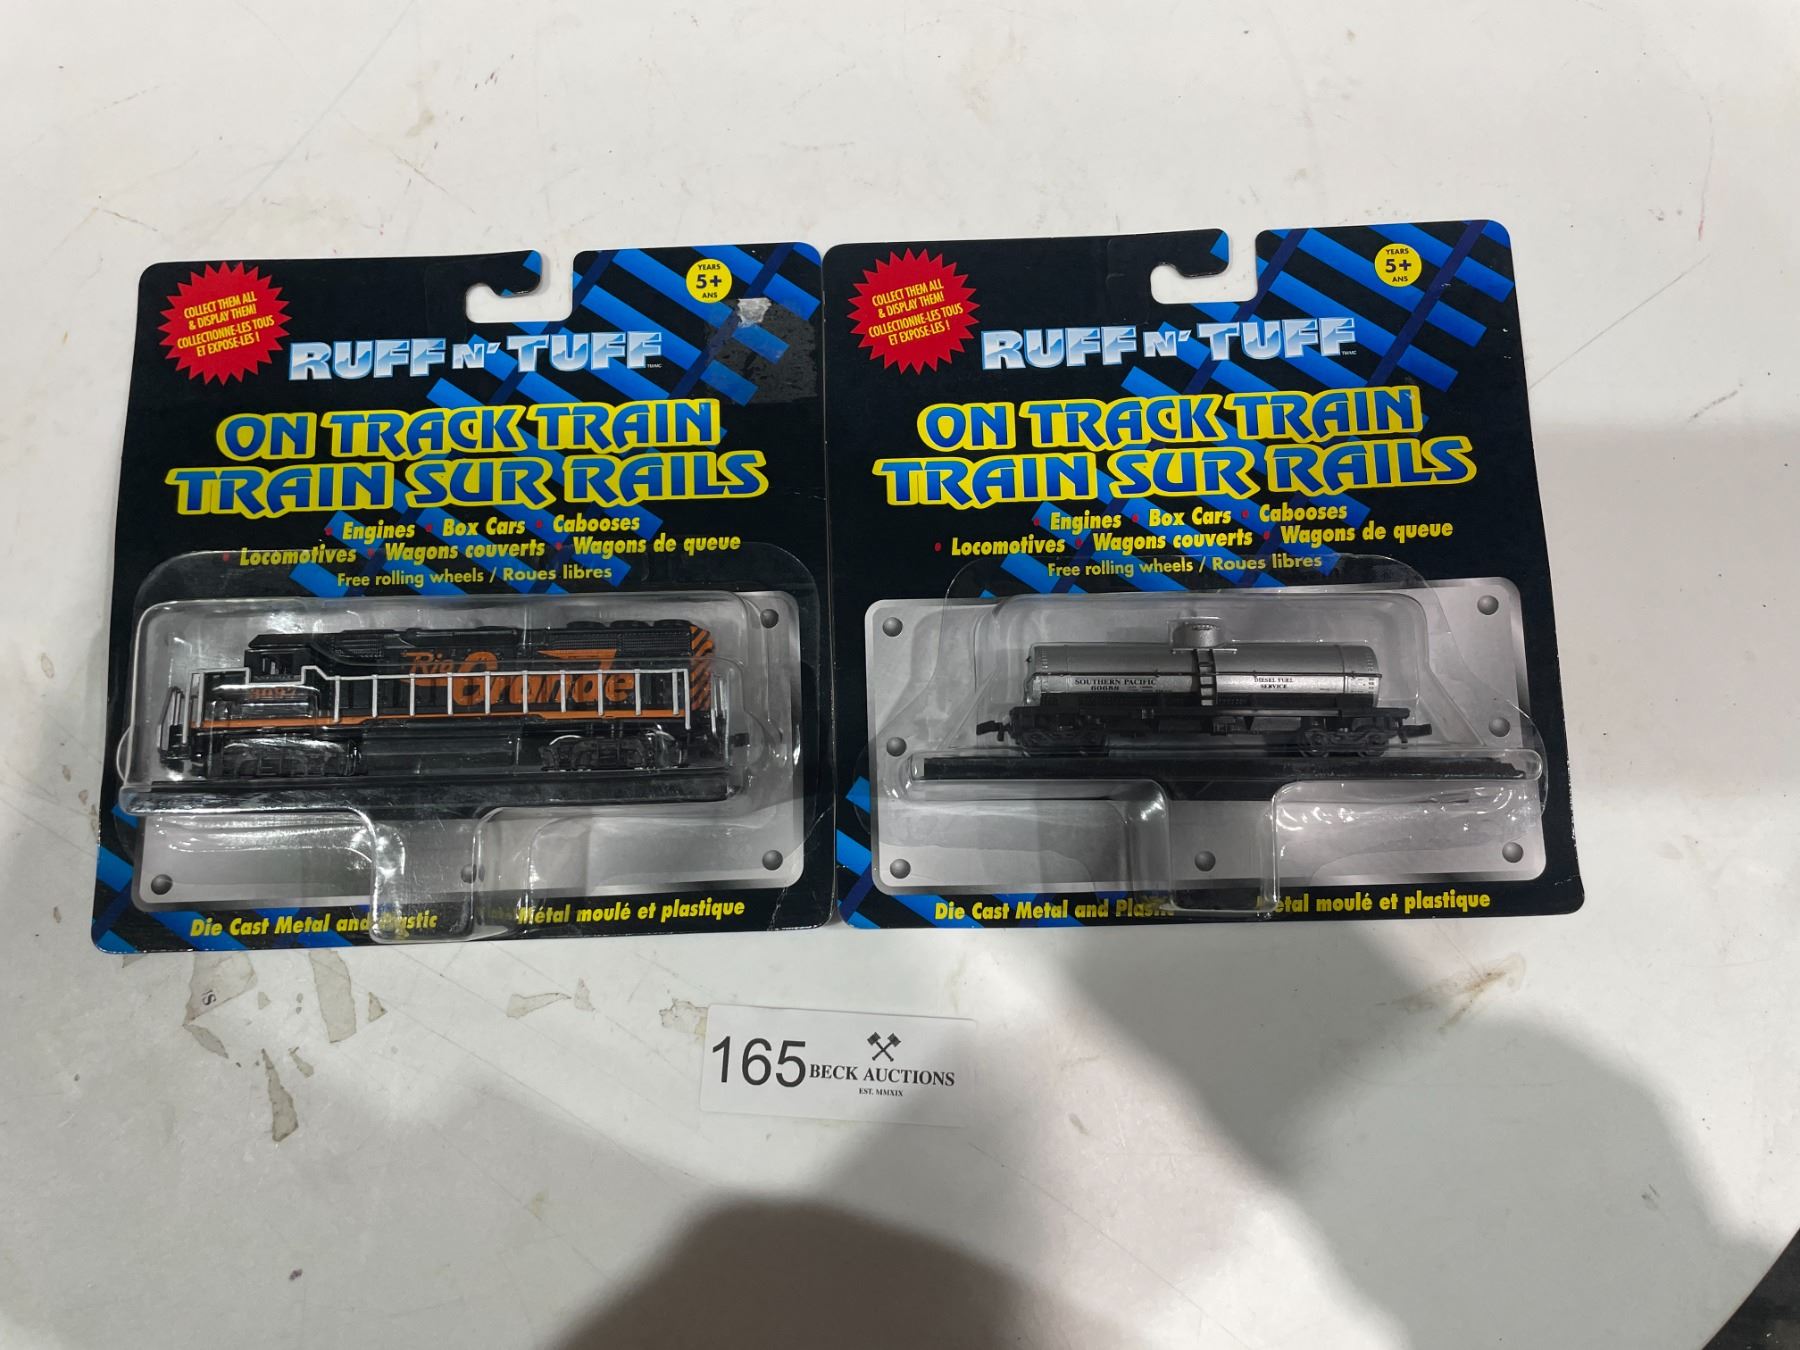 COLLECT THEM ALL
& DISPLAY THEM!
COLLECTIONNE-LES TOUS
ET EXPOSE-LES !
YEARS
5+
ANS
RUFF N' TUFF
ON TRACK TRAIN
TRAIN SUR RAILS
• Engines • Box Cars • Cabooses
• Locomotives • Wagons couverts • Wagons de queue
Free rolling wheels / Roues libres
Rio
Grande
Die Cast Metal and Plastic
Métal moulé et plastique
COLLECT THEM ALL
& DISPLAY THEM!
COLLECTIONNE-LES TOUS
ET EXPOSE-LES !
YEARS
5+
ANS
RUFF N' TUFF
ON TRACK TRAIN
TRAIN SUR RAILS
• Engines • Box Cars • Cabooses
• Locomotives • Wagons couverts • Wagons de queue
Free rolling wheels / Roues libres
SOUTHERN PACIFIC
60688
DIESEL FUEL
SERVICE
Die Cast Metal and Plastic
Metal moulé et plastique
165
BECK AUCTIONS
EST. MMXIX